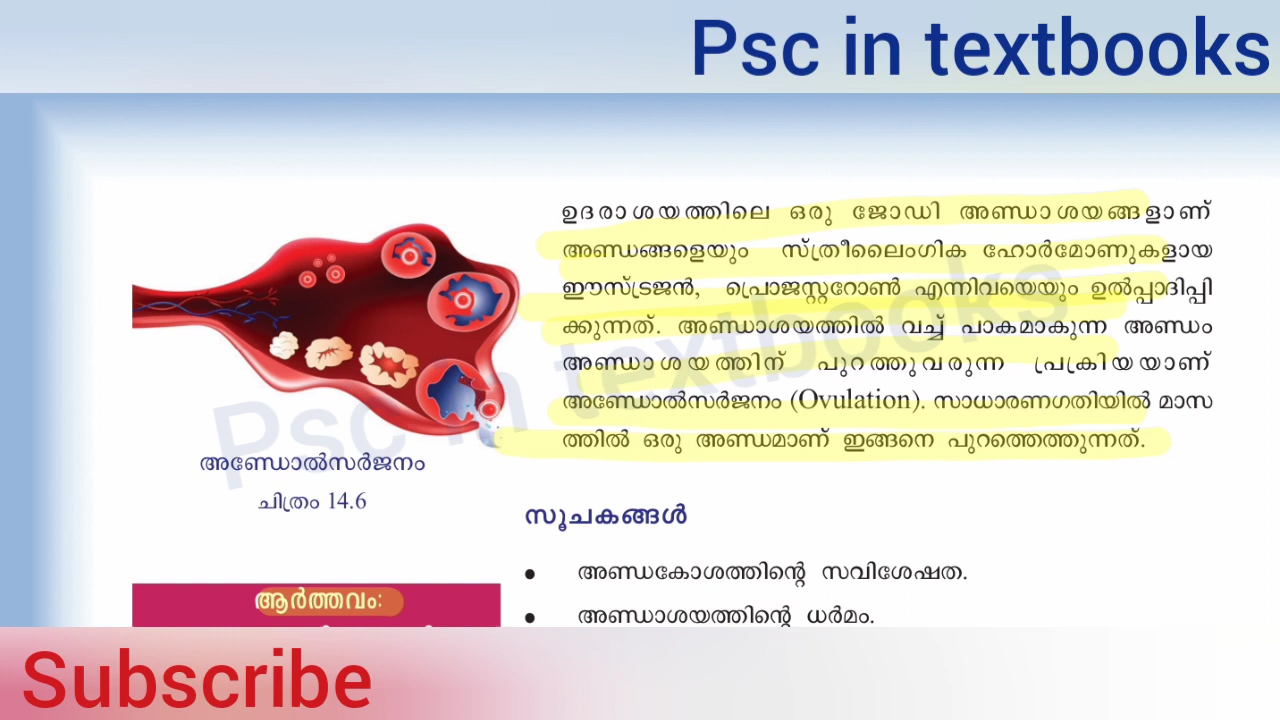 Psc in textbooks
ഉദരാശയത്തിലെ ഒരു ജോഡി അണ്ഡാശയങ്ങളാണ്
അണ്ഡങ്ങളെയും സ്ത്രീലൈംഗിക ഹോർമോണുകളായ
ഈസ്ട്രജൻ, പ്രൊജസ്റ്ററോൺ എന്നിവയെയും ഉൽപ്പാദിപ്പി
ക്കുന്നത്. അണ്ഡാശയത്തിൽ വച്ച് പാകമാകുന്ന അണ്ഡം
അണ്ഡാശയത്തിന് പുറത്തുവരുന്ന പ്രക്രിയയാണ്
അണ്ഡോൽസർജനം (Ovulation). സാധാരണഗതിയിൽ മാസ
ത്തിൽ ഒരു അണ്ഡമാണ് ഇങ്ങനെ പുറത്തെത്തുന്നത്.
Psc in textbooks
അണ്ഡോൽസർജനം
ചിത്രം 14.6
സൂചകങ്ങൾ
• അണ്ഡകോശത്തിന്റെ സവിശേഷത.
• അണ്ഡാശയത്തിന്റെ ധർമം.
ആർത്തവം:
Subscribe